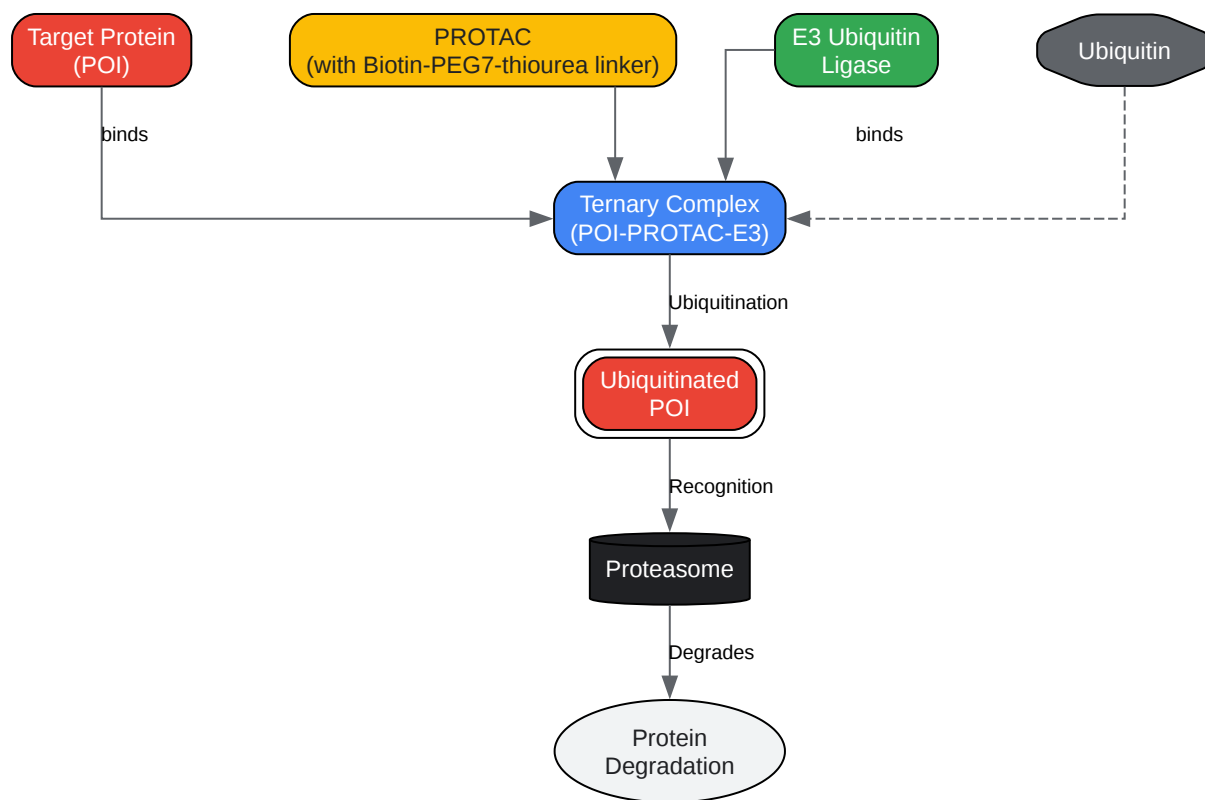 Target Protein
(POI)
PROTAC
(with Biotin-PEG7-thiourea linker)
E3 Ubiquitin
Ligase
Ubiquitin
binds
binds
Ternary Complex
(POI-PROTAC-E3)
Ubiquitination
Ubiquitinated
POI
Recognition
Proteasome
Degrades
Protein
Degradation